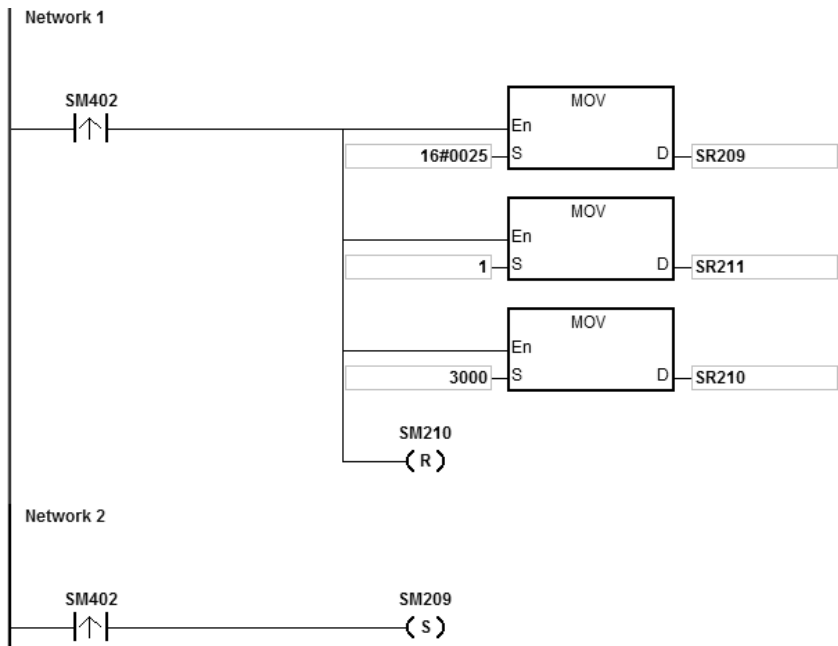 Network 1
SM402
MOV
En
16#0025 S D SR209
MOV
En
1 S D SR211
MOV
En
3000 S D SR210
SM210
R
Network 2
SM402 SM209
S